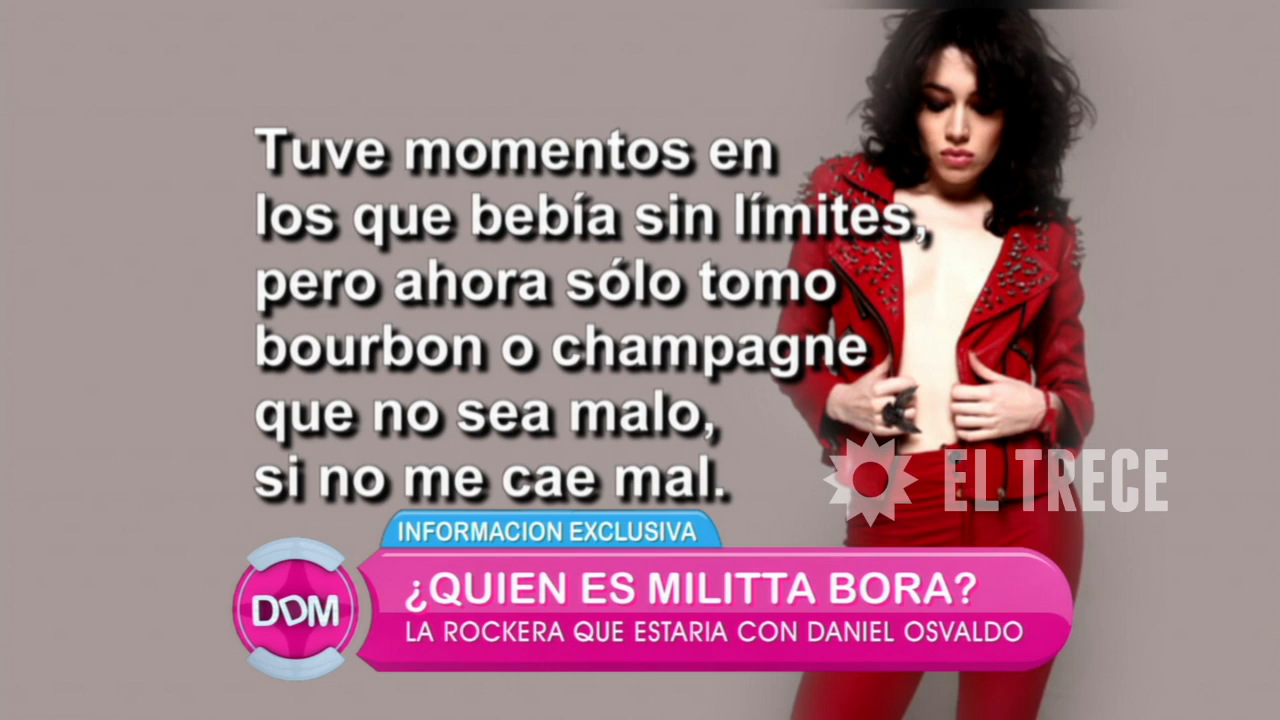 Tuve momentos en
los que bebía sin límites,
pero ahora sólo tomo
bourbon o champagne
que no sea malo,
si no me cae mal.
EL TRECE
INFORMACION EXCLUSIVA
DDM
¿QUIEN ES MILITTA BORA?
LA ROCKERA QUE ESTARIA CON DANIEL OSVALDO